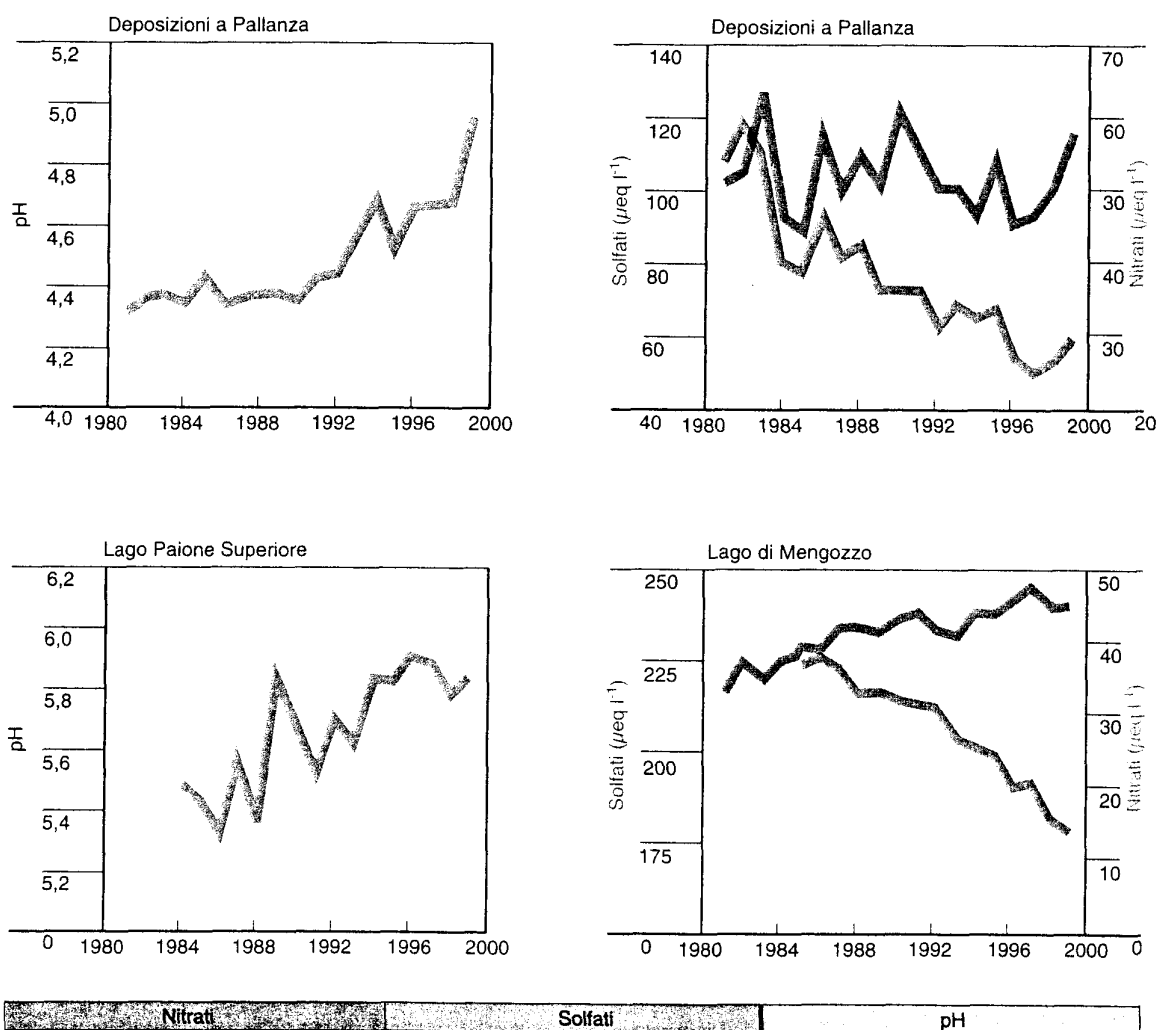 Deposizioni a Pallanza
5,2
5,0
4,8
4,6
4,4
4,2
4,0
pH
1980 1984 1988 1992 1996 2000
Deposizioni a Pallanza
140
120
100
80
60
40
Solfati (µeq l⁻¹)
70
60
30
40
30
20
Nitrati (µeq l⁻¹)
1980 1984 1988 1992 1996 2000
Lago Paione Superiore
6,2
6,0
5,8
5,6
5,4
5,2
0
pH
1980 1984 1988 1992 1996 2000
Lago di Mengozzo
250
225
200
175
0
Solfati (µeq l⁻¹)
50
40
30
20
10
0
Nitrati (µeq l⁻¹)
1980 1984 1988 1992 1996 2000
Nitrati Solfati pH